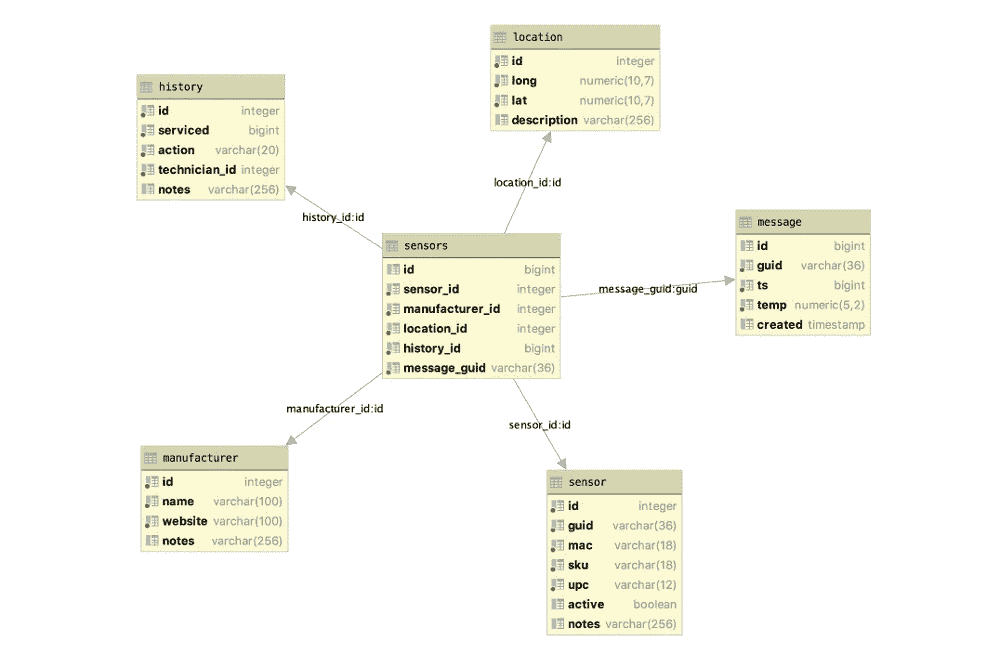 location
id integer
long numeric(10,7)
lat numeric(10,7)
description varchar(256)
history
id integer
serviced bigint
action varchar(20)
technician_id integer
notes varchar(256)
location_id:id
history_id:id
message
id bigint
guid varchar(36)
ts bigint
temp numeric(5,2)
created timestamp
sensors
id bigint
sensor_id integer
manufacturer_id integer
location_id integer
history_id bigint
message_guid varchar(36)
message_guid:guid
manufacturer_id:id
sensor_id:id
manufacturer
id integer
name varchar(100)
website varchar(100)
notes varchar(256)
sensor
id integer
guid varchar(36)
mac varchar(18)
sku varchar(18)
upc varchar(12)
active boolean
notes varchar(256)